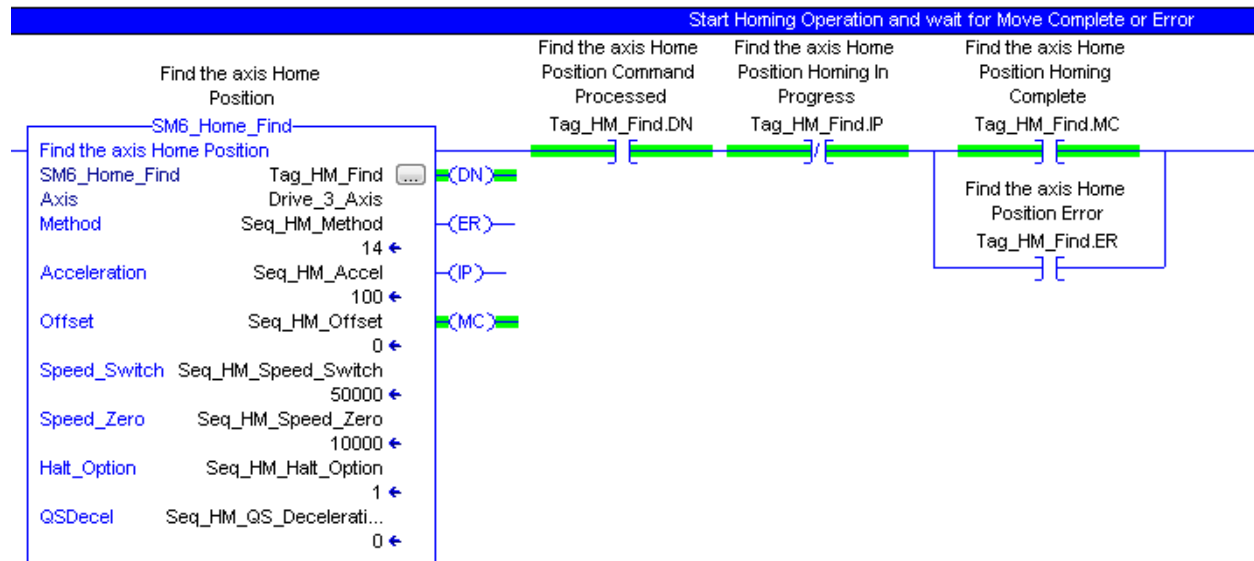 Start Homing Operation and wait for Move Complete or Error
Find the axis Home
Position
SM6_Home_Find
Find the axis Home Position
SM6_Home_Find Tag_HM_Find ... (DN)
Axis Drive_3_Axis
Method Seq_HM_Method (ER)
14
Acceleration Seq_HM_Accel (IP)
100
Offset Seq_HM_Offset (MC)
0
Speed_Switch Seq_HM_Speed_Switch
50000
Speed_Zero Seq_HM_Speed_Zero
10000
Halt_Option Seq_HM_Halt_Option
1
QSDecel Seq_HM_QS_Decelerati...
0
Find the axis Home
Position Command
Processed
Tag_HM_Find.DN
Find the axis Home
Position Homing In
Progress
Tag_HM_Find.IP
Find the axis Home
Position Homing
Complete
Tag_HM_Find.MC
Find the axis Home
Position Error
Tag_HM_Find.ER